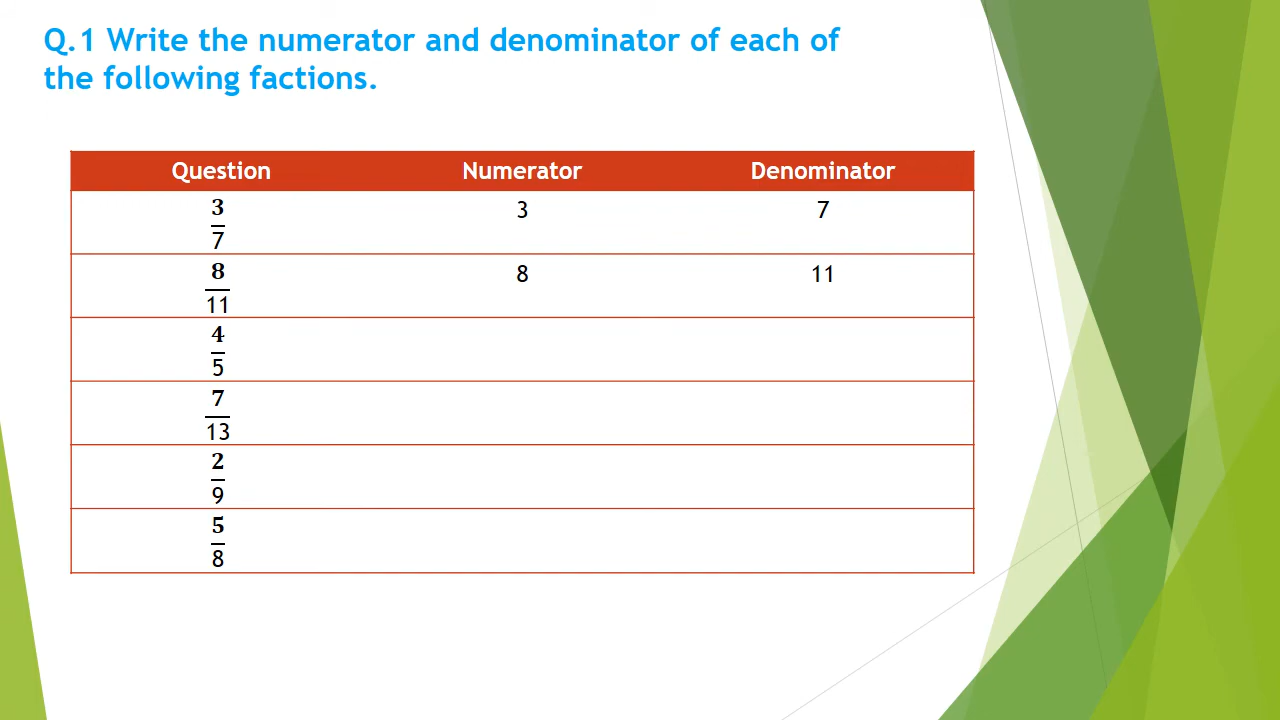 Q.1 Write the numerator and denominator of each of
the following factions.
Question Numerator Denominator
3/7 3 7
8/11 8 11
4/5
7/13
2/9
5/8